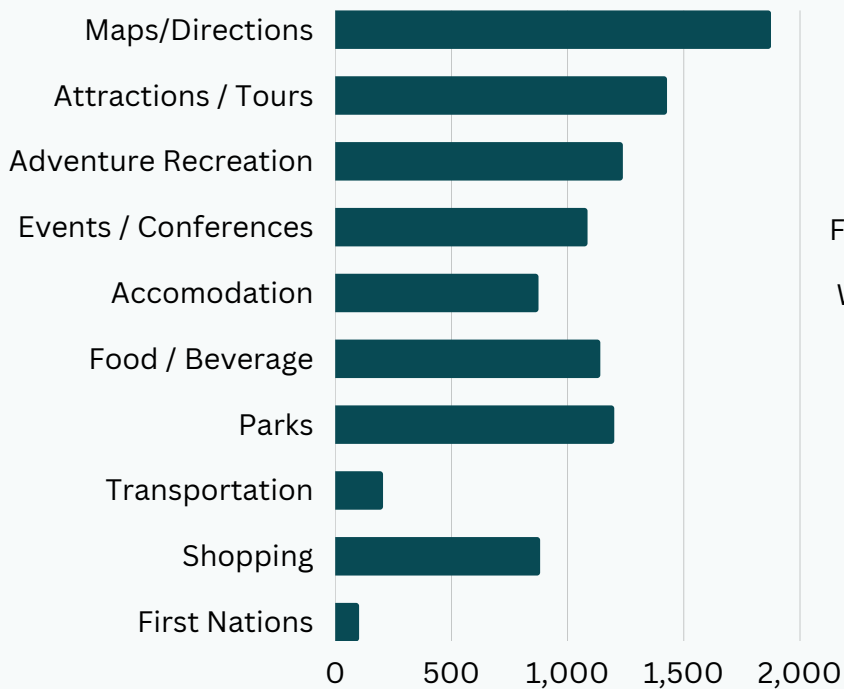 Maps/Directions
Attractions / Tours
Adventure Recreation
Events / Conferences
F
Accomodation
W
Food / Beverage
Parks
Transportation
Shopping
First Nations
0 500 1,000 1,500 2,000